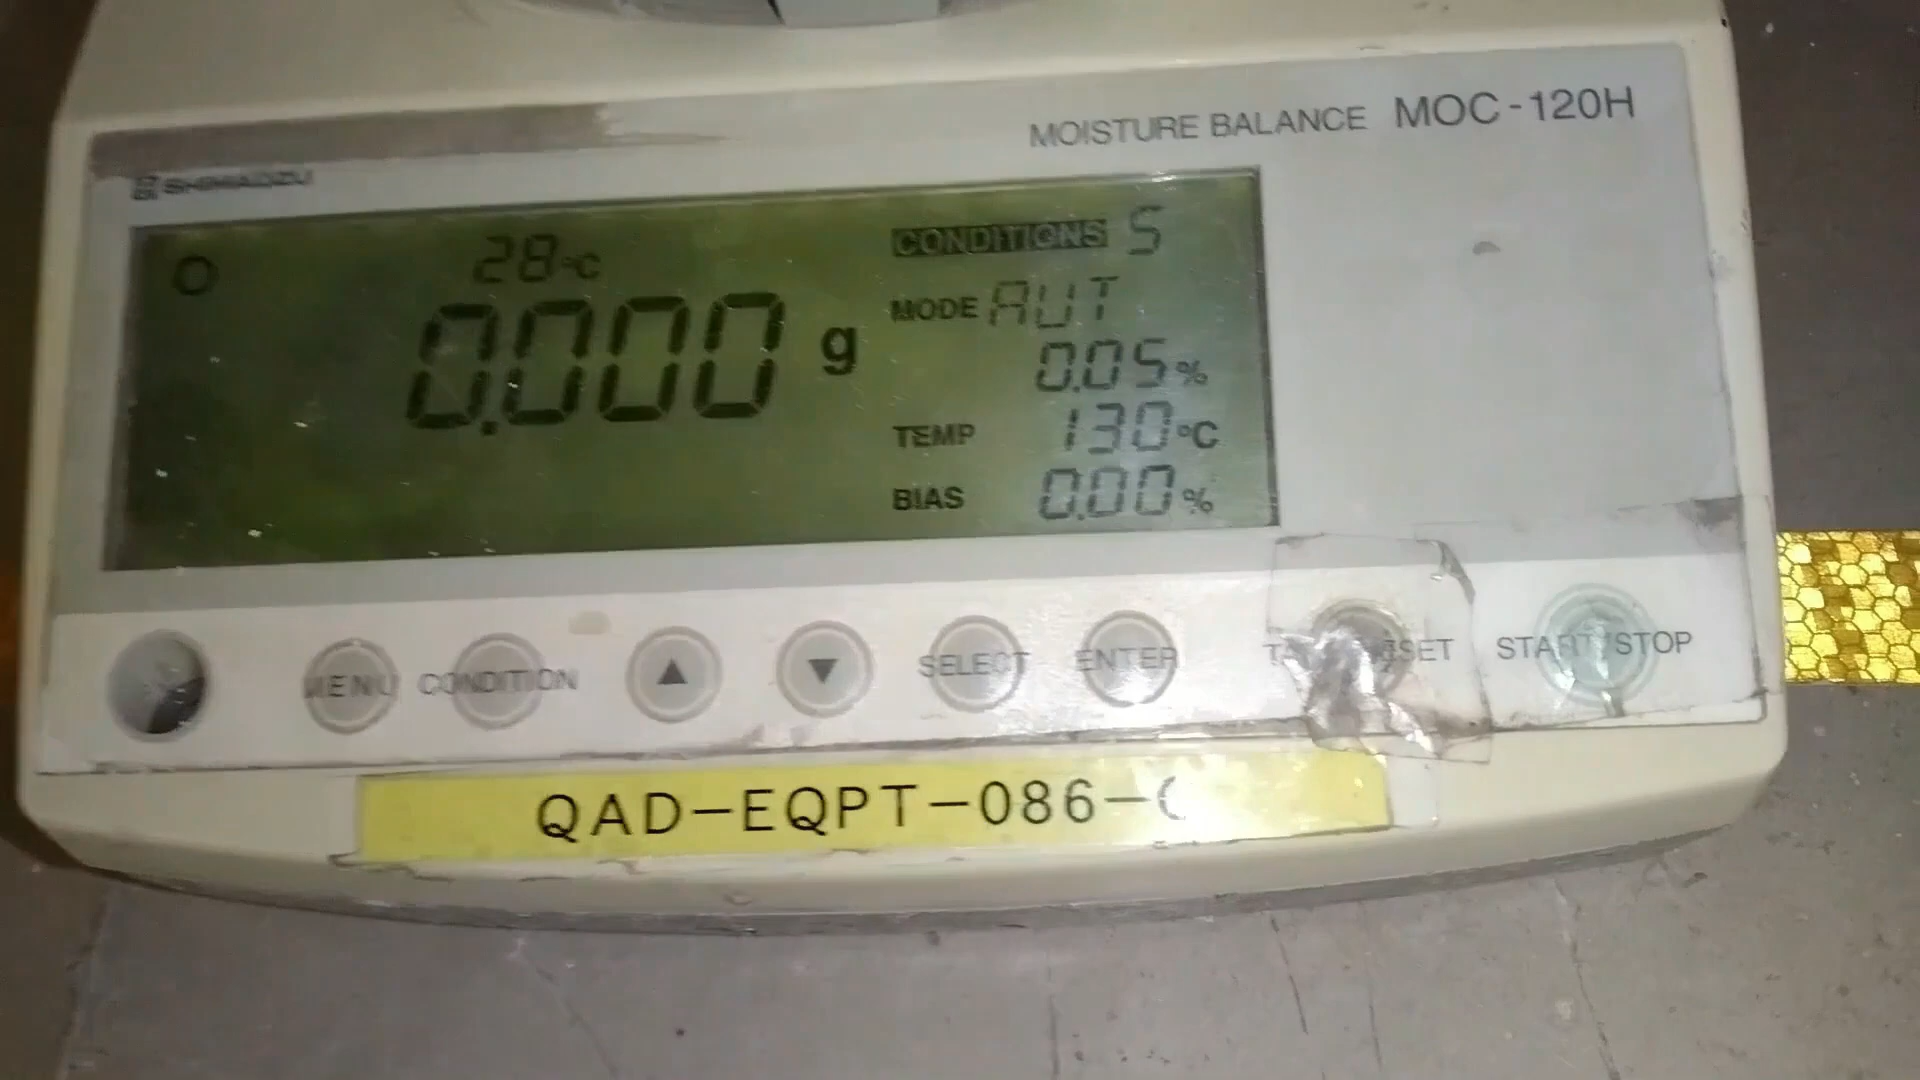 MOISTURE BALANCE MOC-120H
SHIMADZU
28°C
0.000 g
CONDITIONS 5
MODE AUT
0.05%
TEMP 130°C
BIAS 0.00%
MENU CONDITION ▲ ▼ SELECT ENTER START/STOP
QAD-EQPT-086-